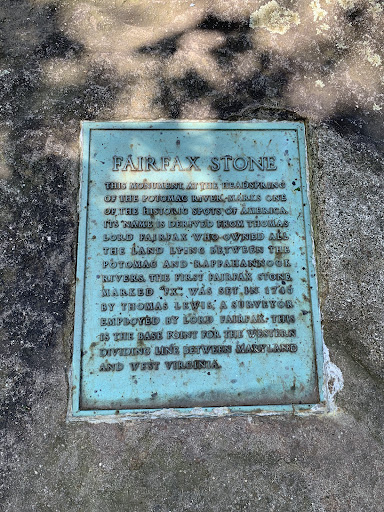 FAIRFAX STONE
THIS MONUMENT AT THE HEADSPRING
OF THE POTOMAC RIVER, MARKS ONE
OF THE HISTORIC SPOTS OF AMERICA.
ITS NAME IS DERIVED FROM THOMAS
LORD FAIRFAX WHO OWNED ALL
THE LAND LYING BETWEEN THE
POTOMAC AND RAPPAHANNOCK
RIVERS. THE FIRST FAIRFAX STONE
MARKED "FX", WAS SET IN 1746
BY THOMAS LEWIS, A SURVEYOR
EMPLOYED BY LORD FAIRFAX. THIS
IS THE BASE POINT FOR THE WESTERN
DIVIDING LINE BETWEEN MARYLAND
AND WEST VIRGINIA.